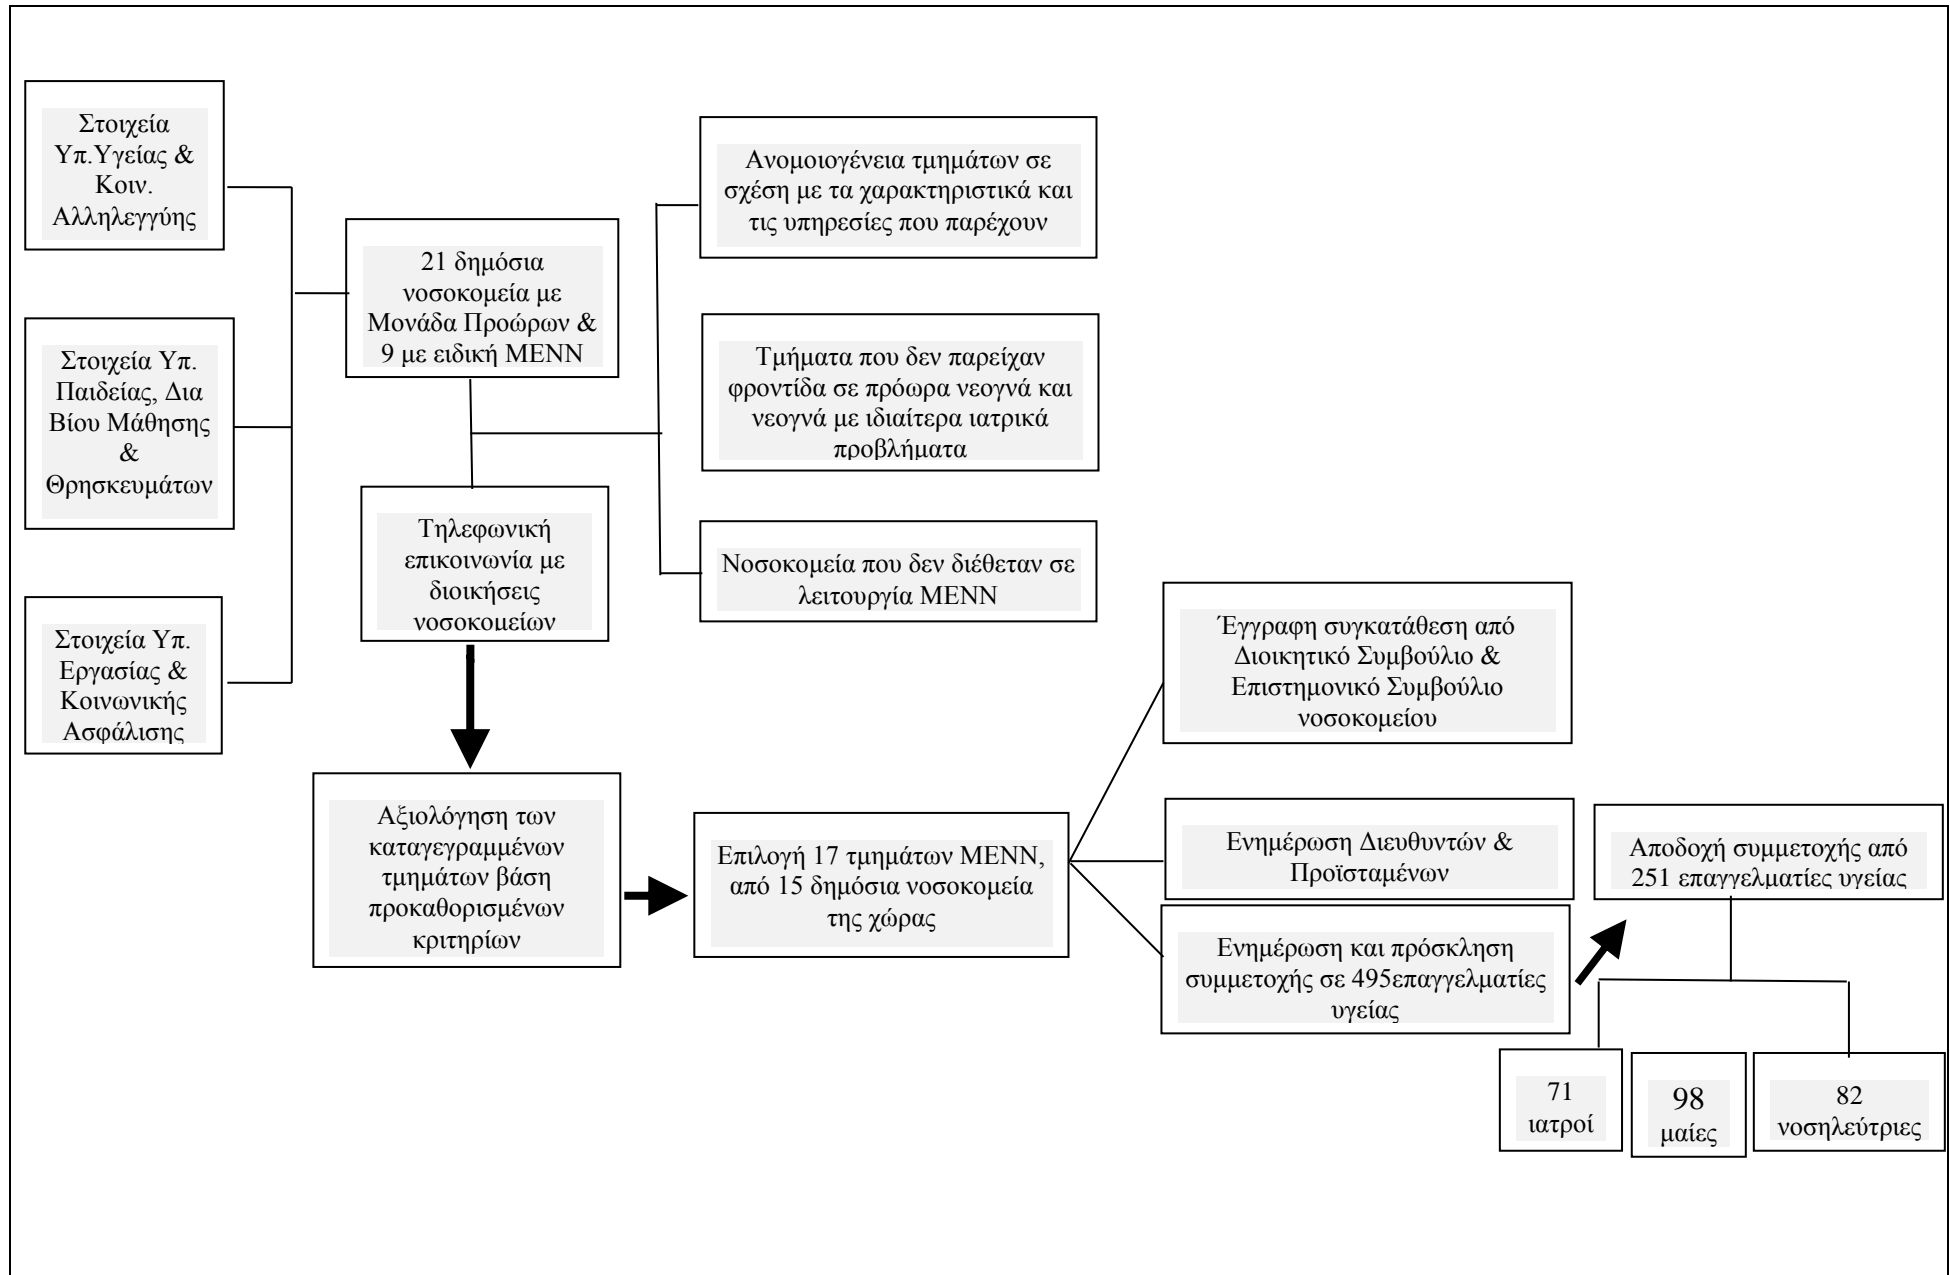 Στοιχεία
Υπ.Υγείας &
Κοιν.
Αλληλεγγύης
Στοιχεία Υπ.
Παιδείας, Δια
Βίου Μάθησης
&
Θρησκευμάτων
Στοιχεία Υπ.
Εργασίας &
Κοινωνικής
Ασφάλισης
21 δημόσια
νοσοκομεία με
Μονάδα Προώρων &
9 με ειδική ΜΕΝΝ
Τηλεφωνική
επικοινωνία με
διοικήσεις
νοσοκομείων
Ανομοιογένεια τμημάτων σε
σχέση με τα χαρακτηριστικά και
τις υπηρεσίες που παρέχουν
Τμήματα που δεν παρείχαν
φροντίδα σε πρόωρα νεογνά και
νεογνά με ιδιαίτερα ιατρικά
προβλήματα
Νοσοκομεία που δεν διέθεταν σε
λειτουργία ΜΕΝΝ
Αξιολόγηση των
καταγεγραμμένων
τμημάτων βάση
προκαθορισμένων
κριτηρίων
Επιλογή 17 τμημάτων ΜΕΝΝ,
από 15 δημόσια νοσοκομεία
της χώρας
Έγγραφη συγκατάθεση από
Διοικητικό Συμβούλιο &
Επιστημονικό Συμβούλιο
νοσοκομείου
Ενημέρωση Διευθυντών &
Προϊσταμένων
Ενημέρωση και πρόσκληση
συμμετοχής σε 495επαγγελματίες
υγείας
Αποδοχή συμμετοχής από
251 επαγγελματίες υγείας
71
ιατροί
98
μαίες
82
νοσηλεύτριες